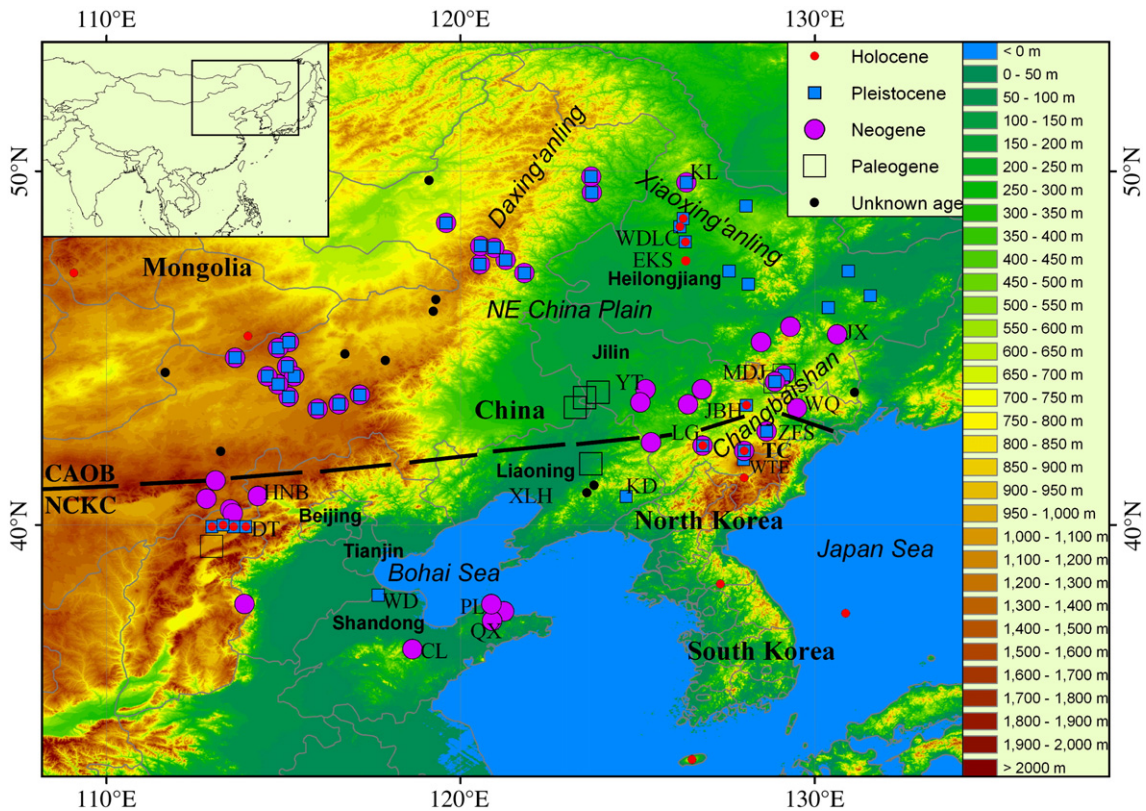 110° 120° 130°
Holocene
Pleistocene
Neogene
Paleogene
Unknown age
< 0 m
0 - 50 m
50 - 100 m
100 - 150 m
150 - 200 m
200 - 250 m
250 - 300 m
300 - 350 m
350 - 400 m
400 - 450 m
450 - 500 m
500 - 550 m
550 - 600 m
600 - 650 m
650 - 700 m
700 - 750 m
750 - 800 m
800 - 850 m
850 - 900 m
900 - 950 m
950 - 1,000 m
1,000 - 1,100 m
1,100 - 1,200 m
1,200 - 1,300 m
1,300 - 1,400 m
1,400 - 1,500 m
1,500 - 1,600 m
1,600 - 1,700 m
1,700 - 1,800 m
1,800 - 1,900 m
1,900 - 2,000 m
> 2000 m
50° 50°
Daxing'anling
KL
Xiaoxing'anling
WDLC
EKS
Heilongjiang
Mongolia
NE China Plain
JX
Jilin
MDJ
YT
China
JBH
Changbaishan
WQ
LG
ZFS
TC
WTE
CAOB
NCKC
Liaoning
XLH
KD
HNB
Beijing
DT
40° 40°
North Korea
Japan Sea
Tianjin
Bohai Sea
WD
PL
Shandong
QX
CL
South Korea
110° 120° 130°